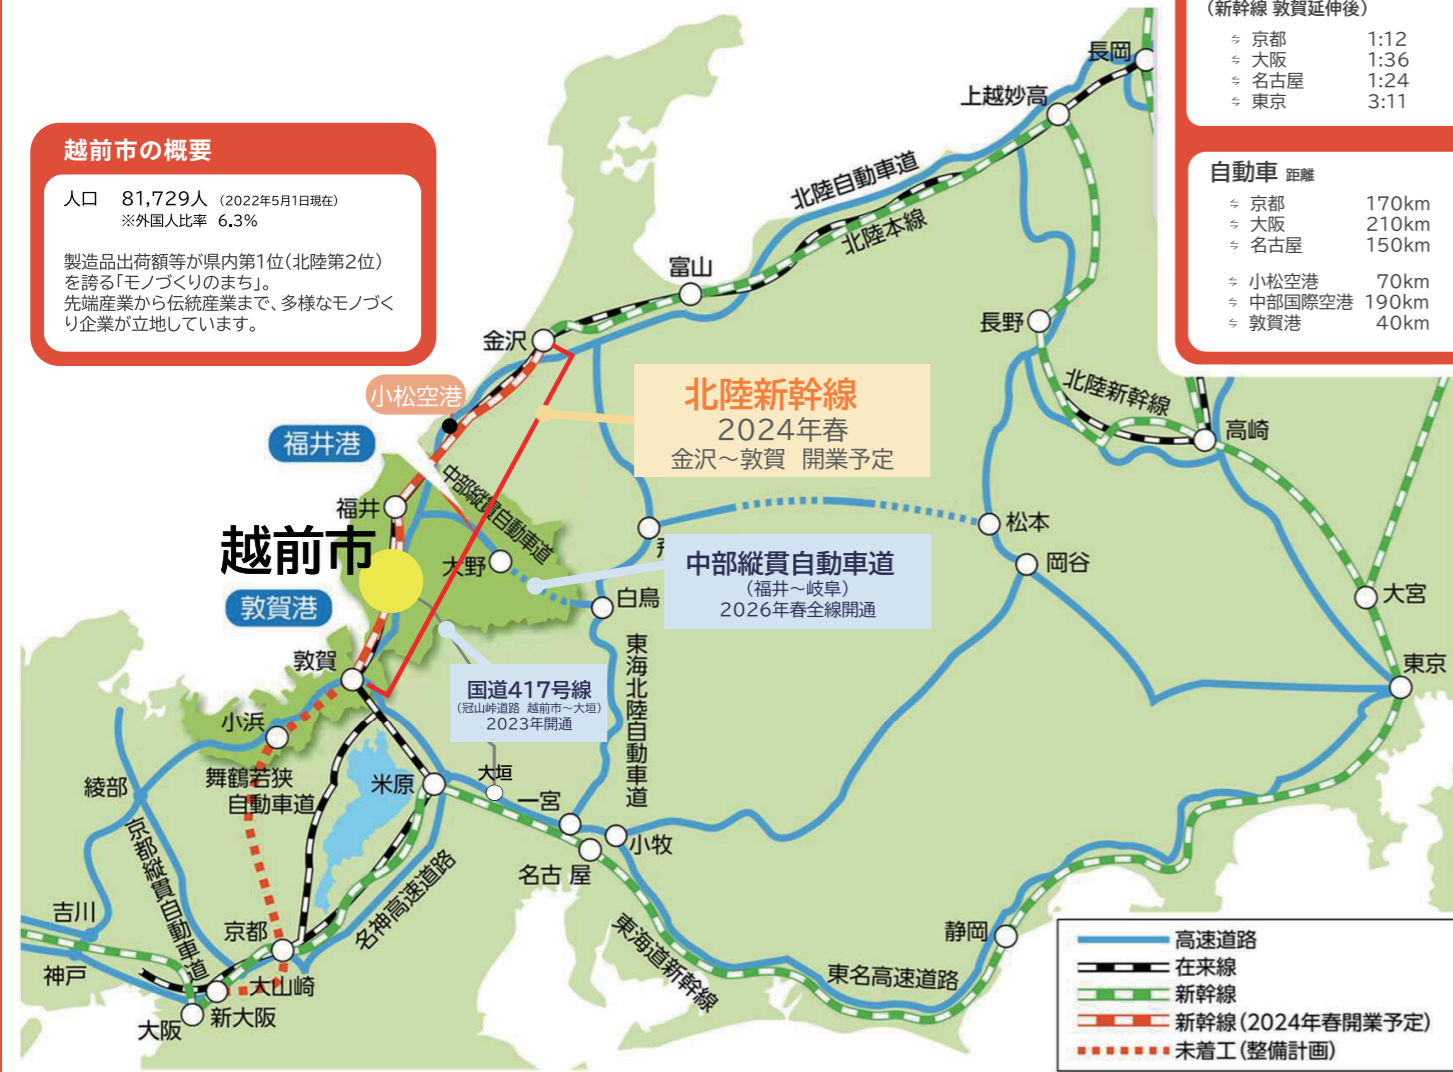 (新幹線 敦賀延伸後)
⇋ 京都 1:12
⇋ 大阪 1:36
⇋ 名古屋 1:24
⇋ 東京 3:11
自動車 距離
⇋ 京都 170km
⇋ 大阪 210km
⇋ 名古屋 150km
⇋ 小松空港 70km
⇋ 中部国際空港 190km
⇋ 敦賀港 40km
越前市の概要
人口 81,729人 (2022年5月1日現在)
※外国人比率 6.3%
製造品出荷額等が県内第1位(北陸第2位)
を誇る「モノづくりのまち」。
先端産業から伝統産業まで、多様なモノづく
り企業が立地しています。
長岡
上越妙高
北陸自動車道
北陸本線
富山
金沢
長野
小松空港
北陸新幹線
2024年春
金沢~敦賀 開業予定
北陸新幹線
高崎
福井港
福井
中部縦貫自動車道
越前市
大野
松本
中部縦貫自動車道
(福井~岐阜)
2026年春全線開通
岡谷
大宮
敦賀港
白鳥
敦賀
東海北陸自動車道
東京
国道417号線
(冠山峠道路 越前市~大垣)
2023年開通
小浜
舞鶴若狭
自動車道
綾部
米原
大垣
一宮
小牧
名古屋
京都縦貫自動車道
名神高速道路
吉川
京都
神戸
大山崎
新大阪
大阪
東海道新幹線
東名高速道路
静岡
高速道路
在来線
新幹線
新幹線(2024年春開業予定)
未着工(整備計画)